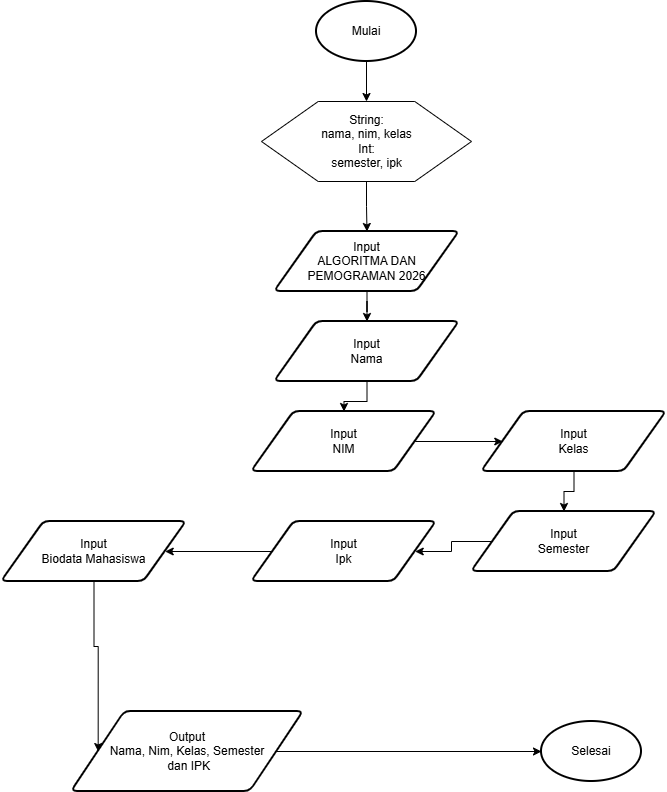 Mulai
String:
nama, nim, kelas
Int:
semester, ipk
Input
ALGORITMA DAN
PEMOGRAMAN 2026
Input
Nama
Input
NIM
Input
Kelas
Input
Semester
Input
Ipk
Input
Biodata Mahasiswa
Output
Nama, Nim, Kelas, Semester
dan IPK
Selesai